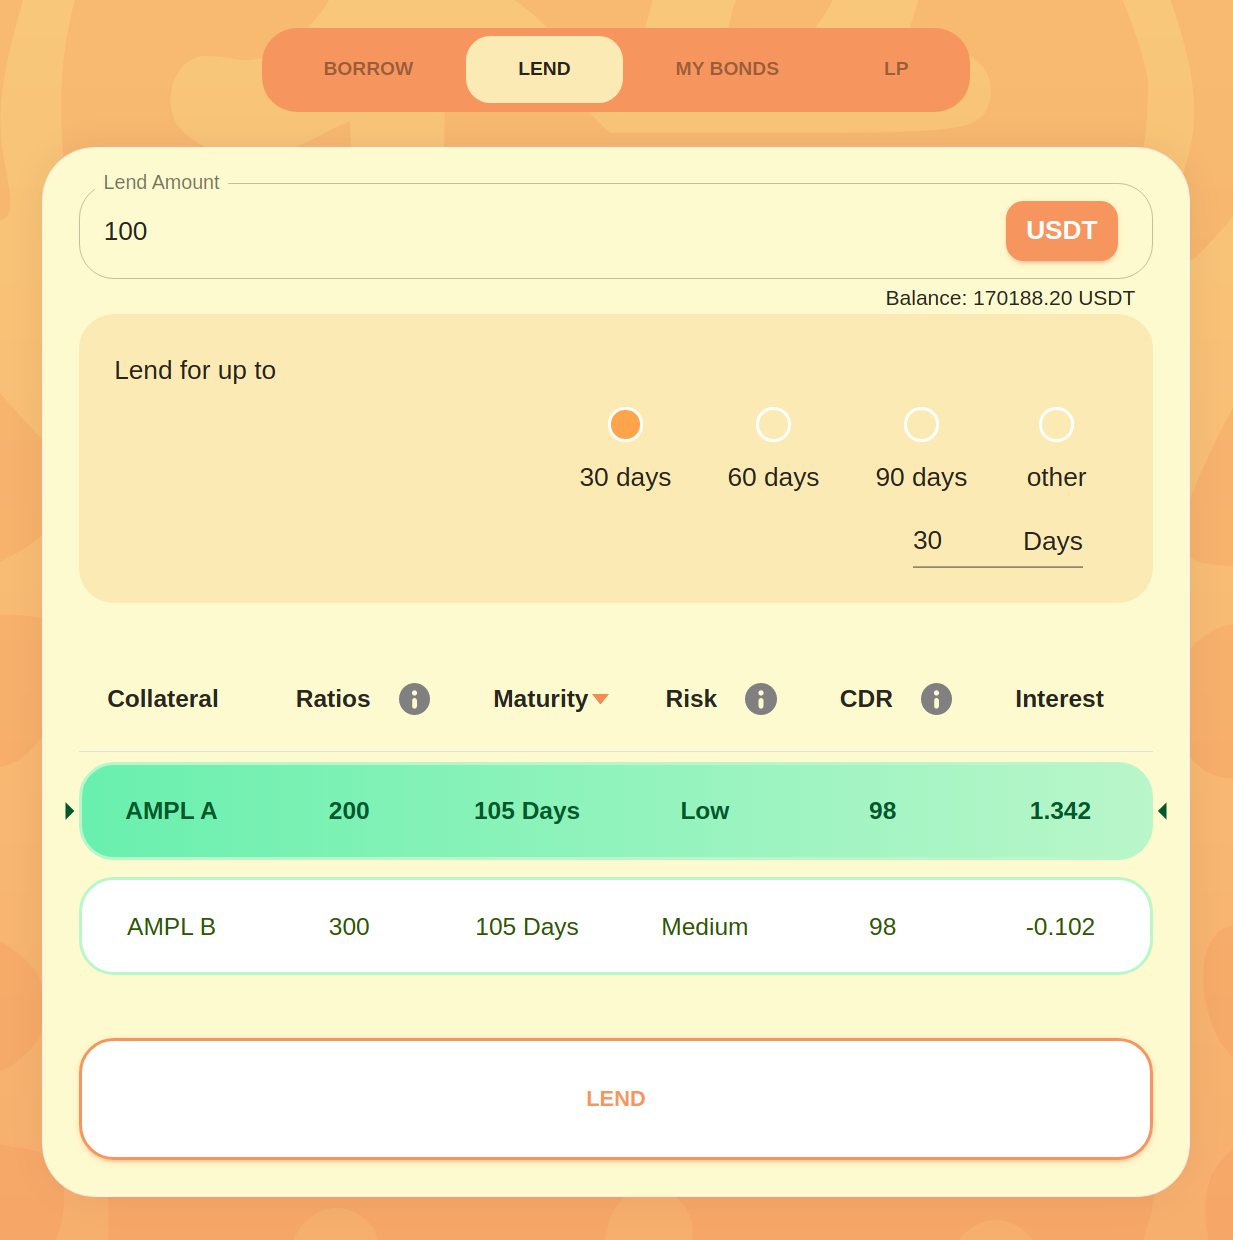 BORROW LEND MY BONDS LP
Lend Amount
100 USDT
Balance: 170188.20 USDT
Lend for up to
30 days 60 days 90 days other
30 Days
Collateral Ratios Maturity Risk CDR Interest
AMPL A 200 105 Days Low 98 1.342
AMPL B 300 105 Days Medium 98 -0.102
LEND